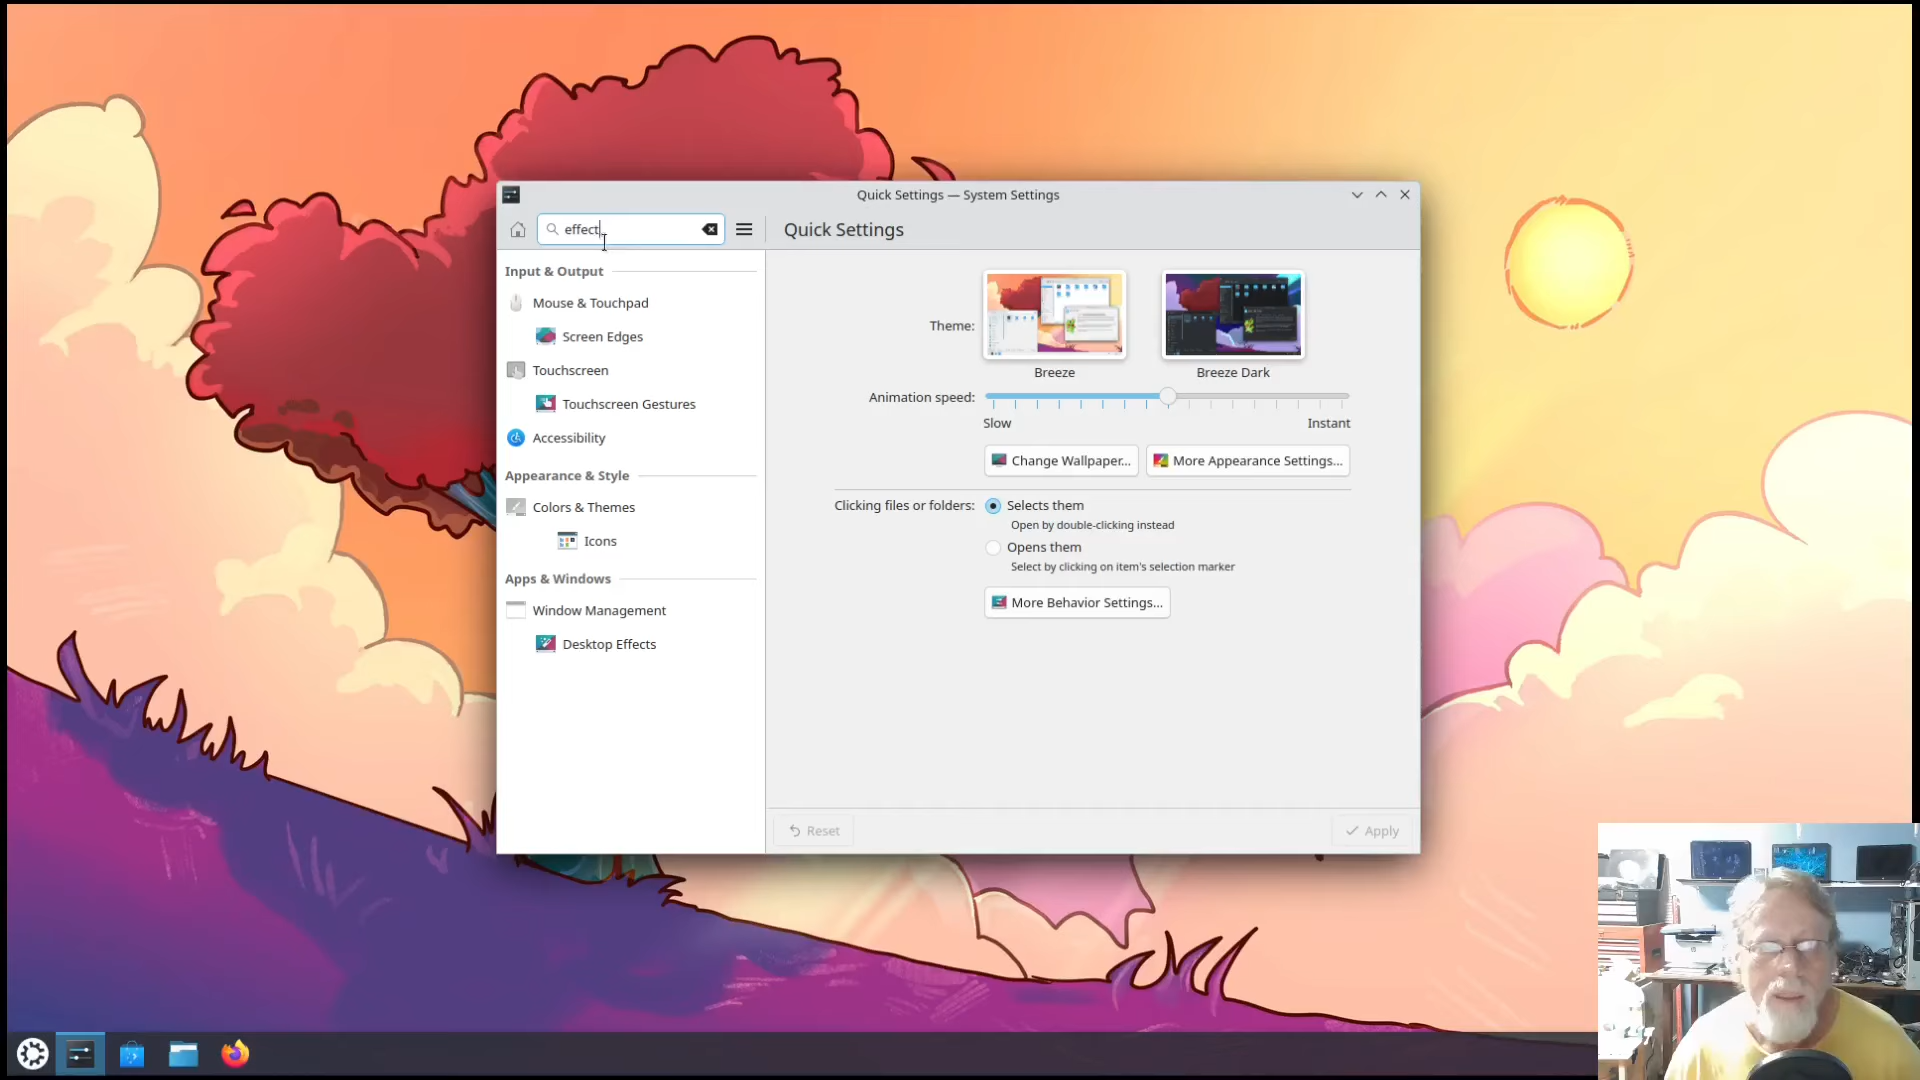 Quick Settings — System Settings
effect
Quick Settings
Input & Output
Mouse & Touchpad
Screen Edges
Touchscreen
Touchscreen Gestures
Accessibility
Appearance & Style
Colors & Themes
Icons
Apps & Windows
Window Management
Desktop Effects
Theme:
Breeze
Breeze Dark
Animation speed:
Slow
Instant
Change Wallpaper...
More Appearance Settings...
Clicking files or folders:
Selects them
Open by double-clicking instead
Opens them
Select by clicking on item's selection marker
More Behavior Settings...
Reset
Apply